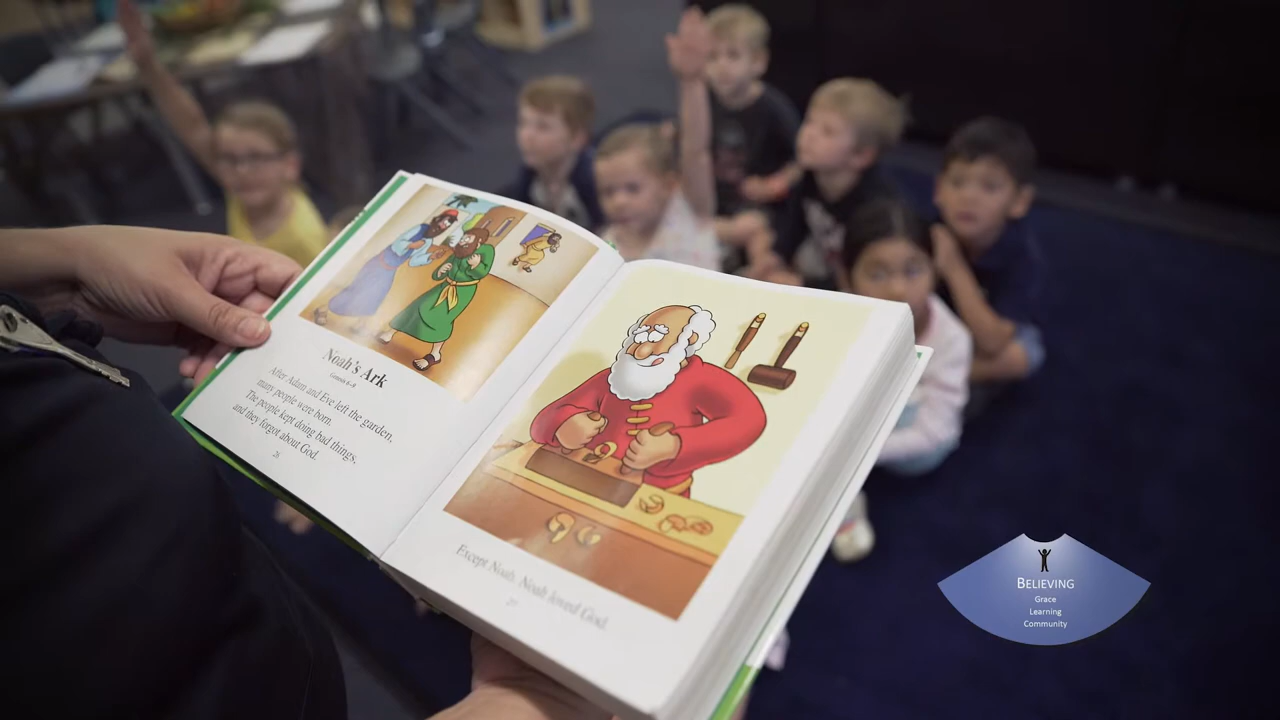 Noah's Ark
Genesis 6–8
After Adam and Eve left the garden,
many people were born.
The people kept doing bad things,
and they forgot about God.
26
Except Noah. Noah loved God.
27
BELIEVING
Grace
Learning
Community